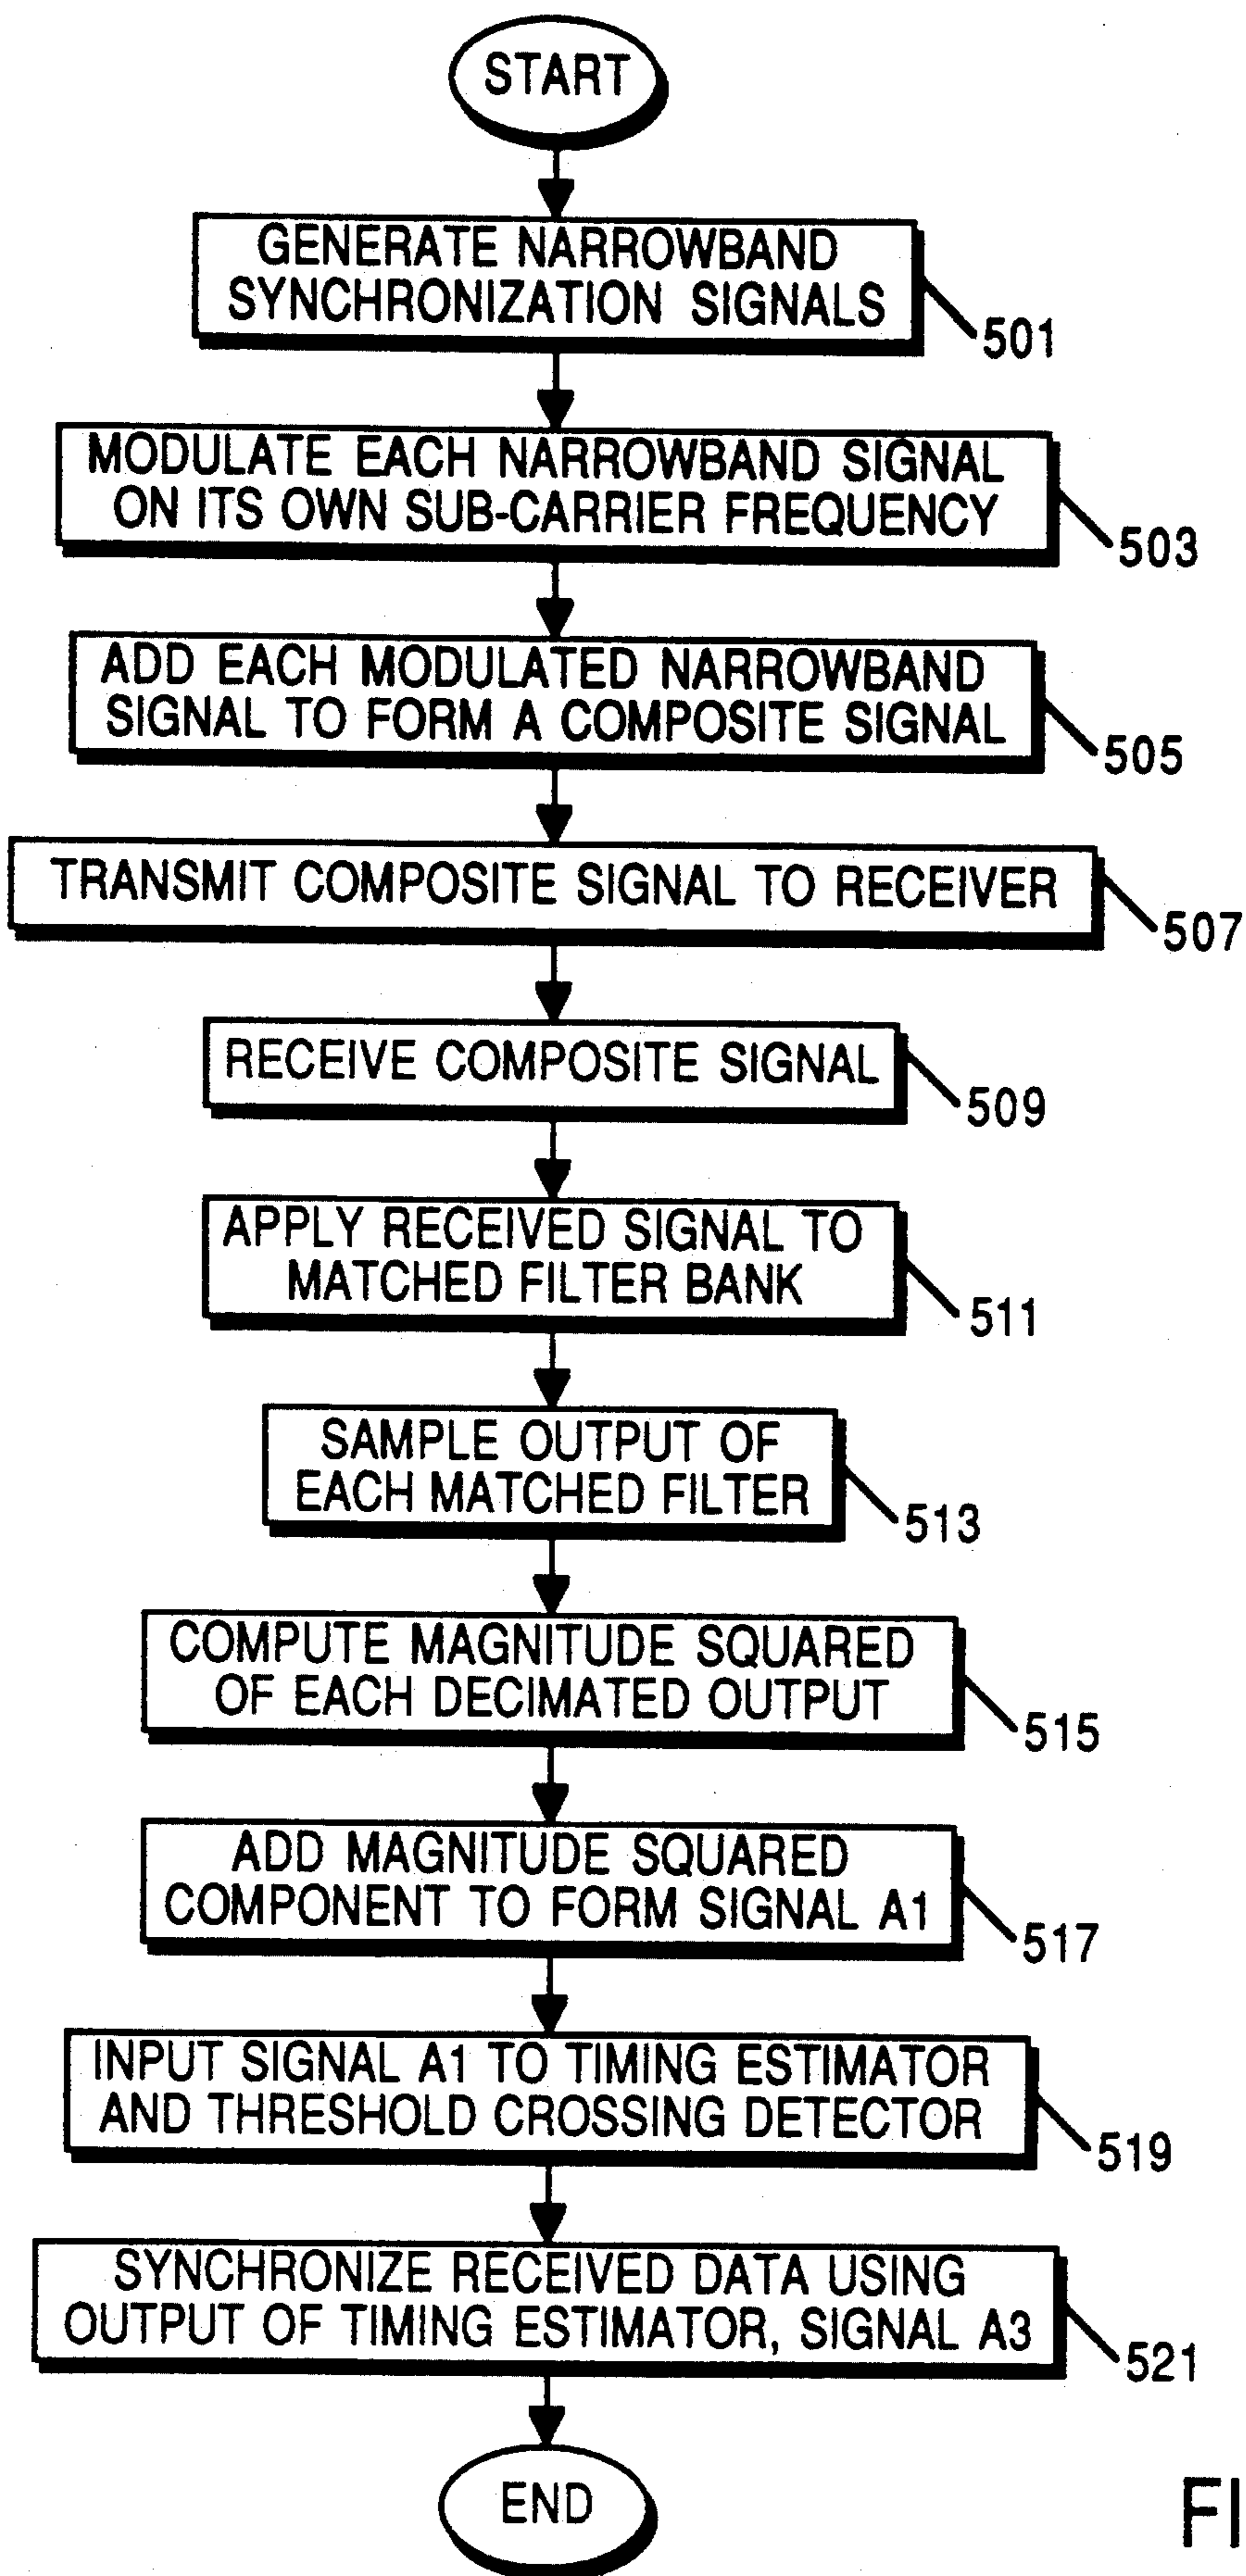 START
GENERATE NARROWBAND
SYNCHRONIZATION SIGNALS
501
MODULATE EACH NARROWBAND SIGNAL
ON ITS OWN SUB-CARRIER FREQUENCY
503
ADD EACH MODULATED NARROWBAND
SIGNAL TO FORM A COMPOSITE SIGNAL
505
TRANSMIT COMPOSITE SIGNAL TO RECEIVER
507
RECEIVE COMPOSITE SIGNAL
509
APPLY RECEIVED SIGNAL TO
MATCHED FILTER BANK
511
SAMPLE OUTPUT OF
EACH MATCHED FILTER
513
COMPUTE MAGNITUDE SQUARED
OF EACH DECIMATED OUTPUT
515
ADD MAGNITUDE SQUARED
COMPONENT TO FORM SIGNAL A1
517
INPUT SIGNAL A1 TO TIMING ESTIMATOR
AND THRESHOLD CROSSING DETECTOR
519
SYNCHRONIZE RECEIVED DATA USING
OUTPUT OF TIMING ESTIMATOR, SIGNAL A3
521
END
FI